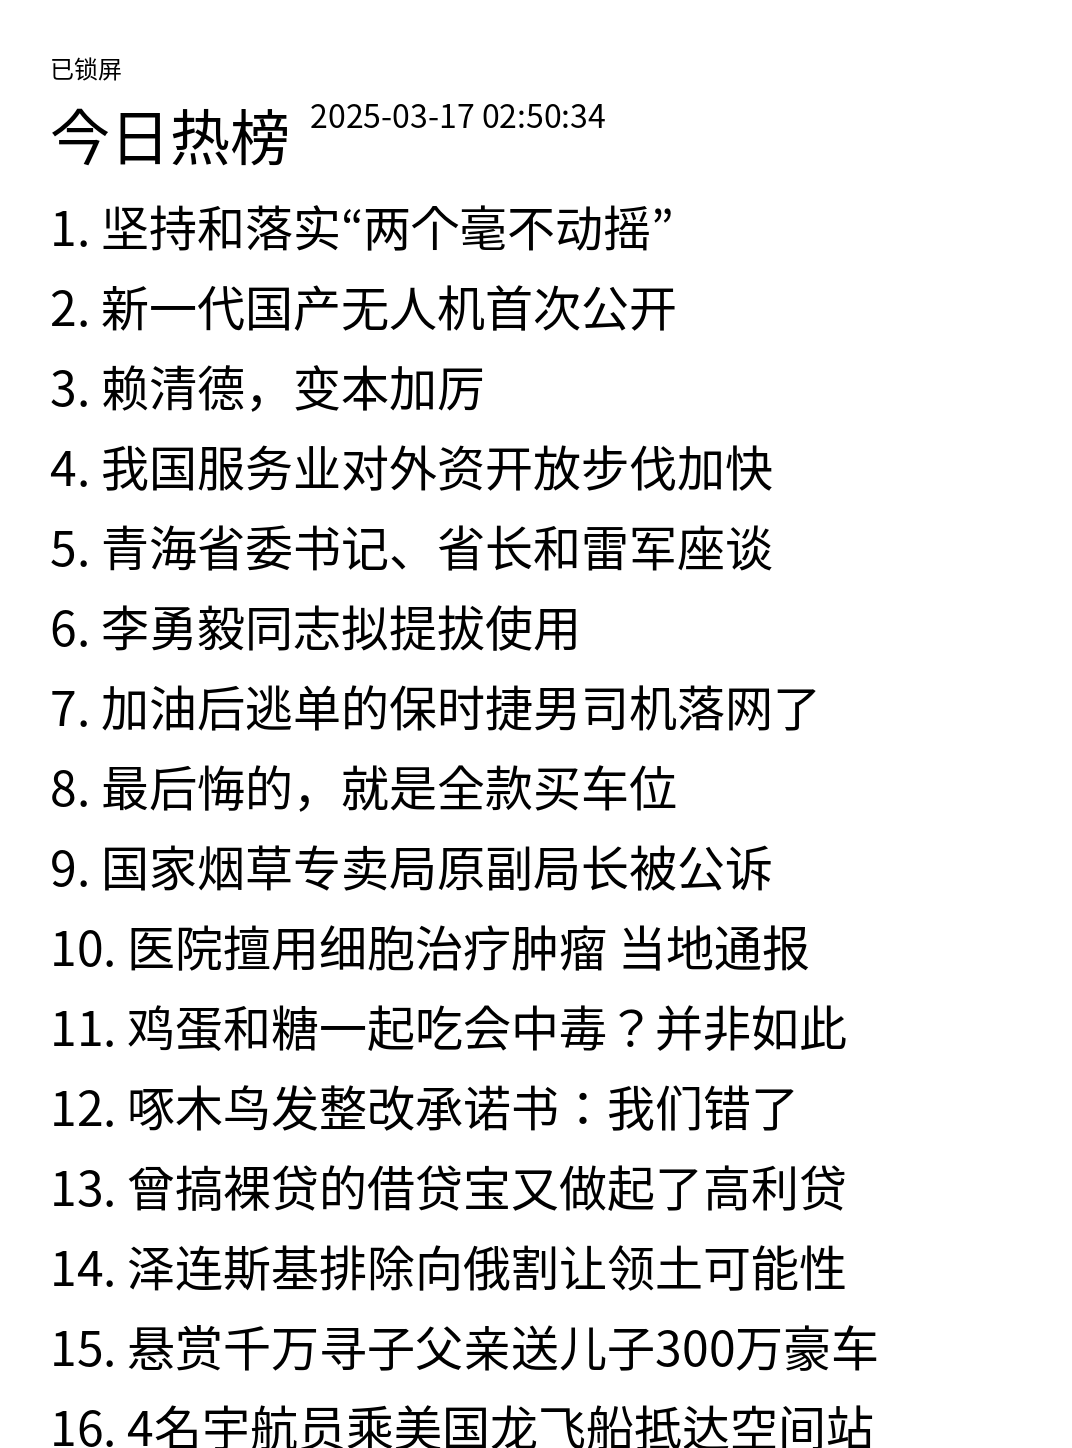 已锁屏
今日热榜 2025-03-17 02:50:34
1. 坚持和落实“两个毫不动摇”
2. 新一代国产无人机首次公开
3. 赖清德，变本加厉
4. 我国服务业对外资开放步伐加快
5. 青海省委书记、省长和雷军座谈
6. 李勇毅同志拟提拔使用
7. 加油后逃单的保时捷男司机落网了
8. 最后悔的，就是全款买车位
9. 国家烟草专卖局原副局长被公诉
10. 医院擅用细胞治疗肿瘤 当地通报
11. 鸡蛋和糖一起吃会中毒？并非如此
12. 啄木鸟发整改承诺书：我们错了
13. 曾搞裸贷的借贷宝又做起了高利贷
14. 泽连斯基排除向俄割让领土可能性
15. 悬赏千万寻子父亲送儿子300万豪车
16. 4名宇航员乘美国龙飞船抵达空间站